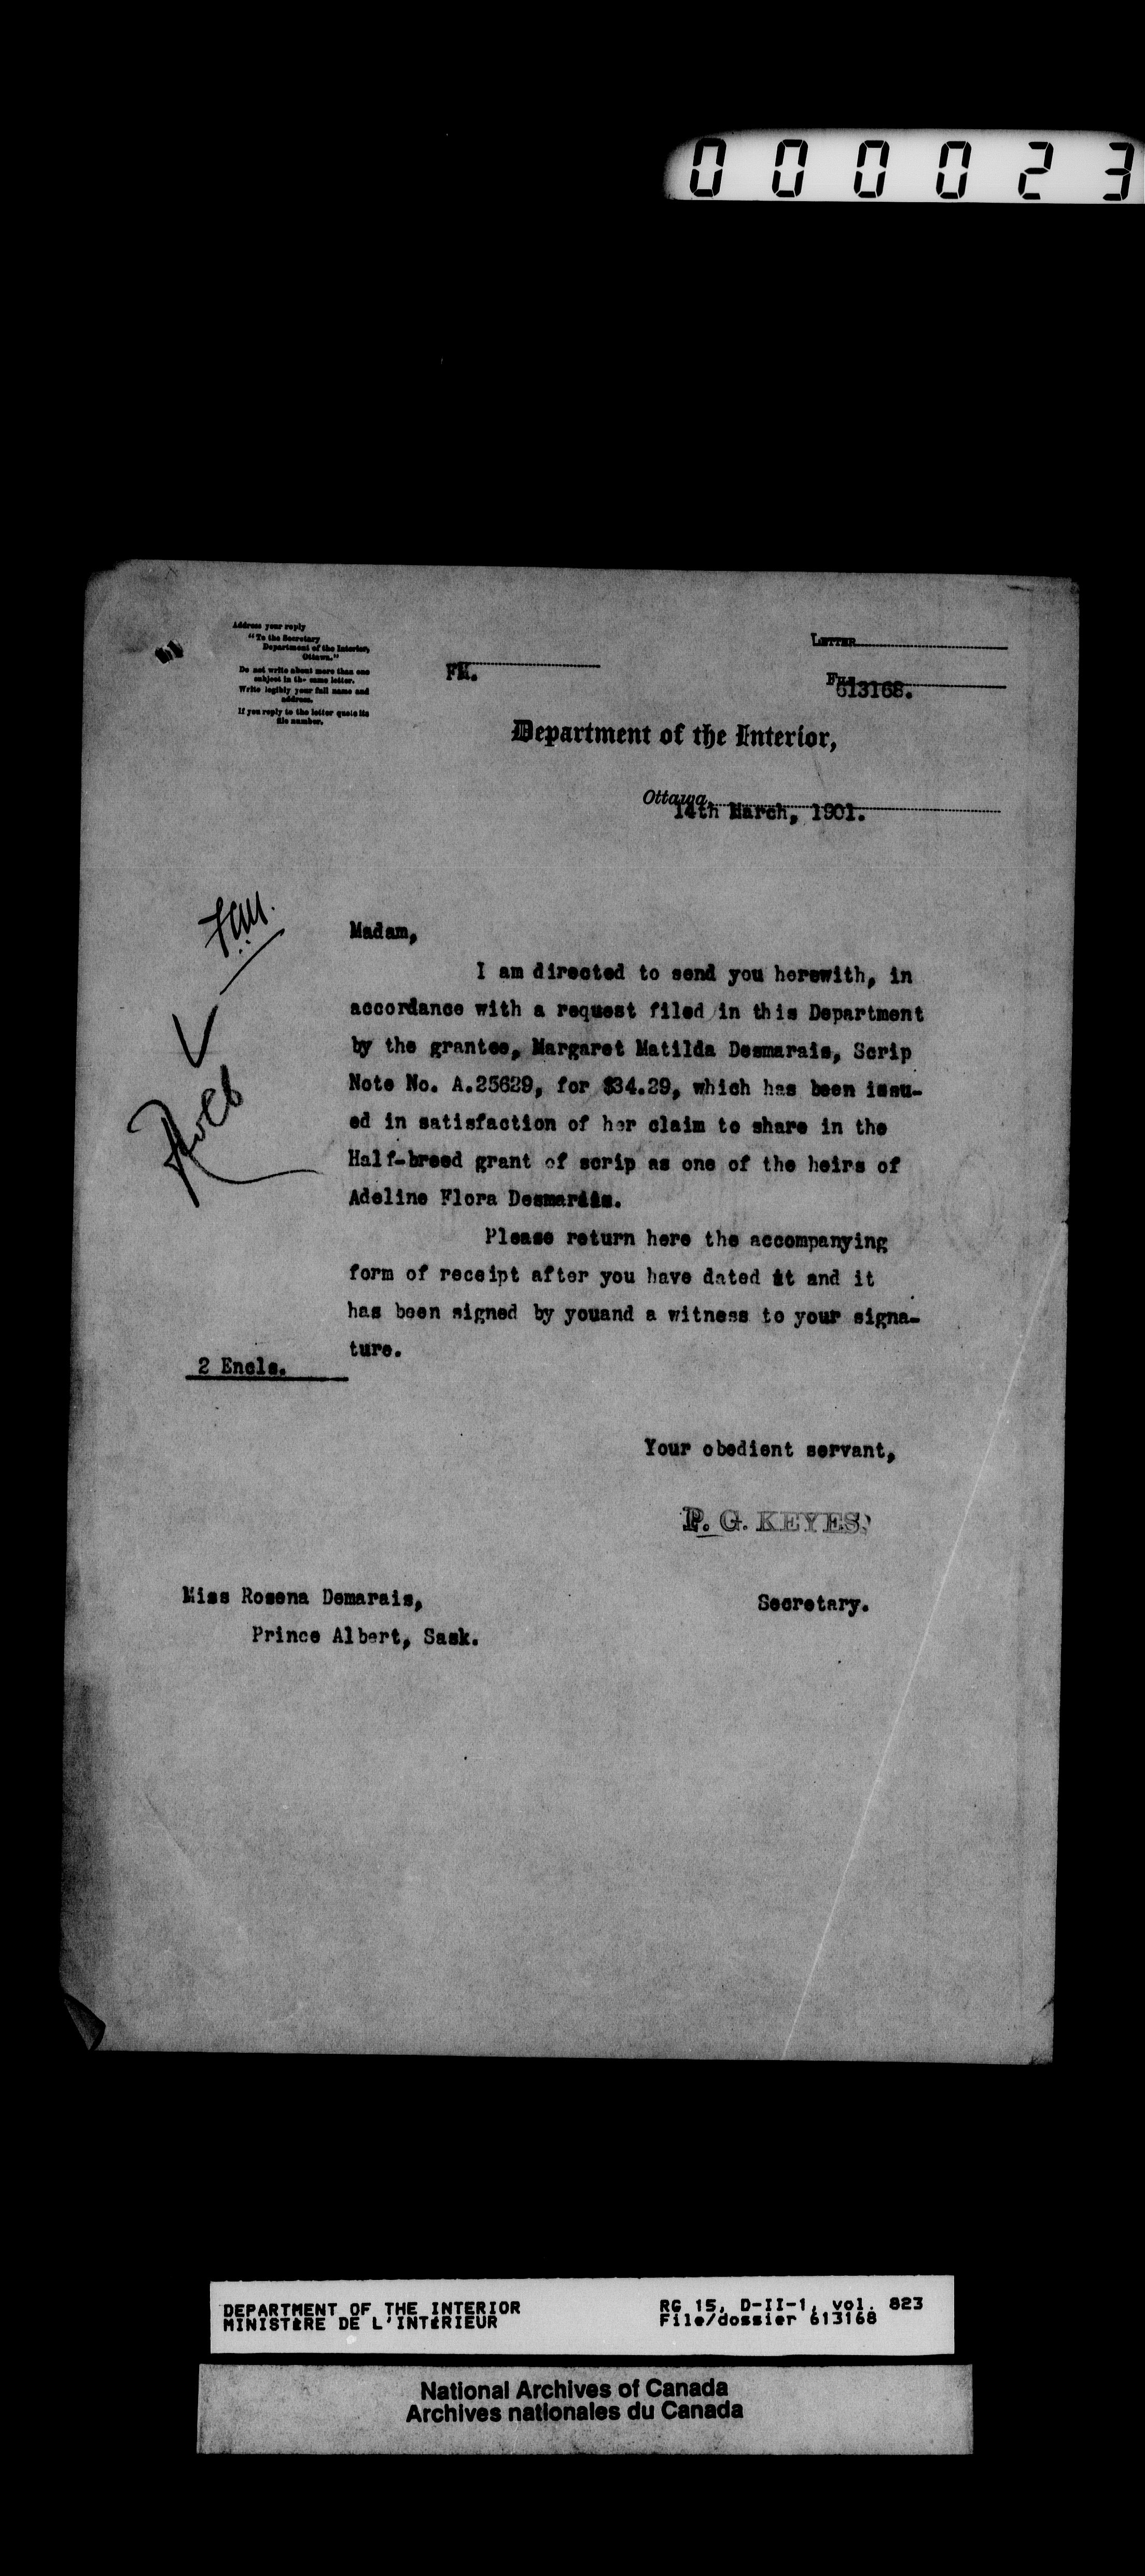 000023
Address your reply
"To the Secretary
Department of the Interior,
Ottawa."
Do not write about more than one
subject in the same letter.
Write legibly your full name and
address.
If you reply to the letter quote its
file number.
FM.
LETTER
FILE
613168.
Department of the Interior,
Ottawa,
14th March, 1901.
Madam,
I am directed to send you herewith, in
accordance with a request filed in this Department
by the grantee, Margaret Matilda Desmarais, Scrip
Note No. A.25629, for $34.29, which has been issu-
ed in satisfaction of her claim to share in the
Half-breed grant of scrip as one of the heirs of
Adeline Flora Desmarais.
Please return here the accompanying
form of receipt after you have dated it and it
has been signed by youand a witness to your signa-
ture.
2 Encls.
Your obedient servant,
P. G. KEYES,
Secretary.
Miss Rosena Demarais,
Prince Albert, Sask.
DEPARTMENT OF THE INTERIOR
MINISTÈRE DE L'INTÉRIEUR
RG 15, D-II-1, vol. 823
File/dossier 613168
National Archives of Canada
Archives nationales du Canada